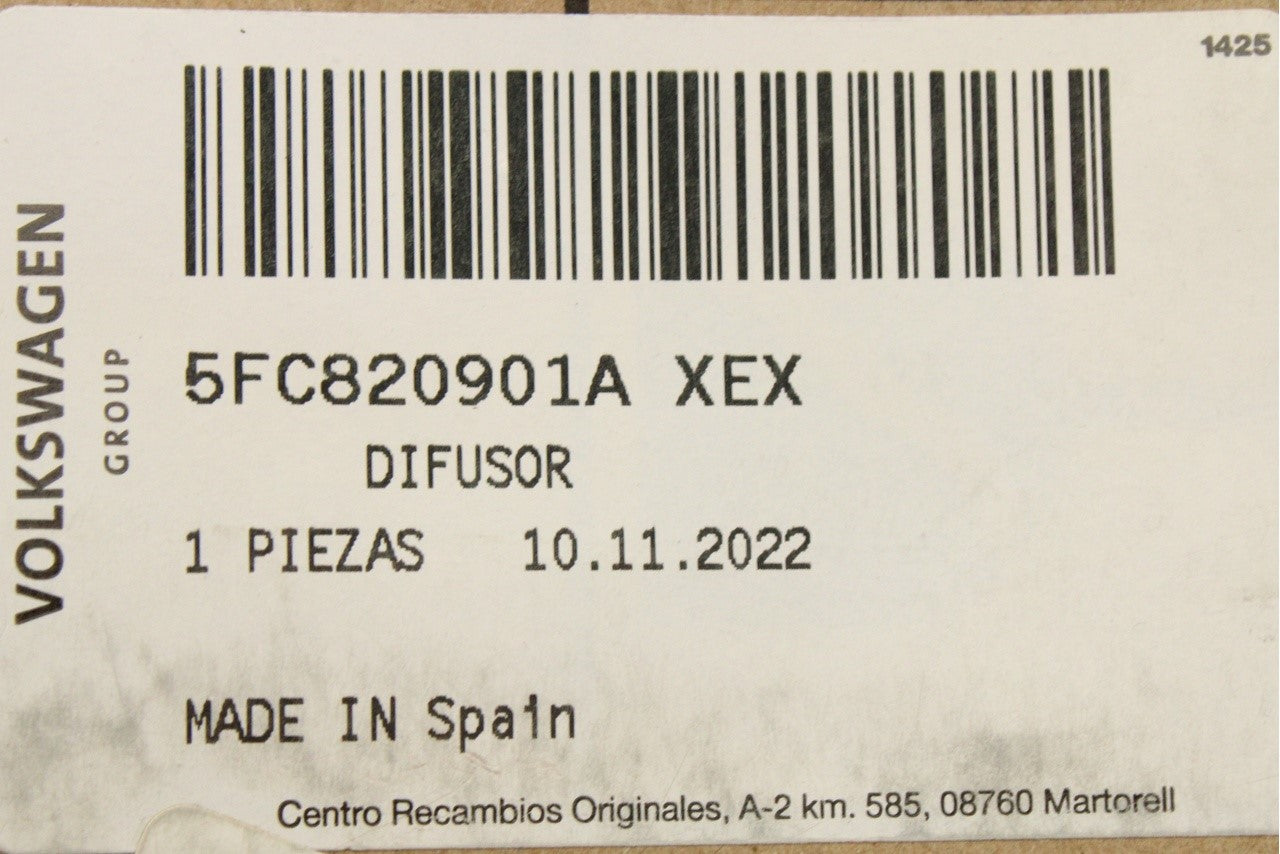 1425
VOLKSWAGEN
GROUP
5FC820901A XEX
DIFUSOR
1 PIEZAS 10.11.2022
MADE IN Spain
Centro Recambios Originales, A-2 km. 585, 08760 Martorell